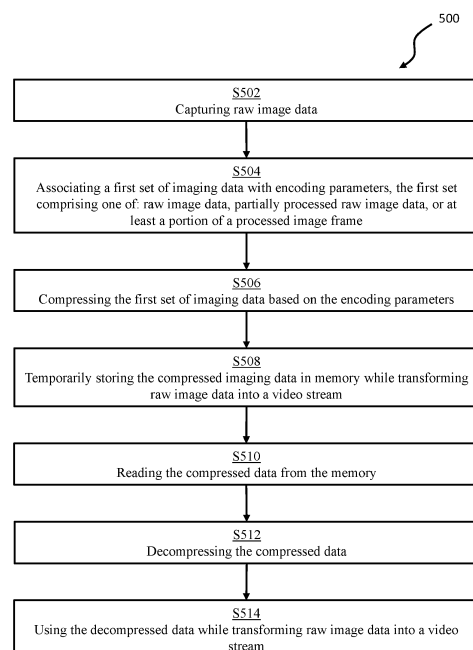 500
S502
Capturing raw image data
S504
Associating a first set of imaging data with encoding parameters, the first set
comprising one of: raw image data, partially processed raw image data, or at
least a portion of a processed image frame
S506
Compressing the first set of imaging data based on the encoding parameters
S508
Temporarily storing the compressed imaging data in memory while transforming
raw image data into a video stream
S510
Reading the compressed data from the memory
S512
Decompressing the compressed data
S514
Using the decompressed data while transforming raw image data into a video
stream